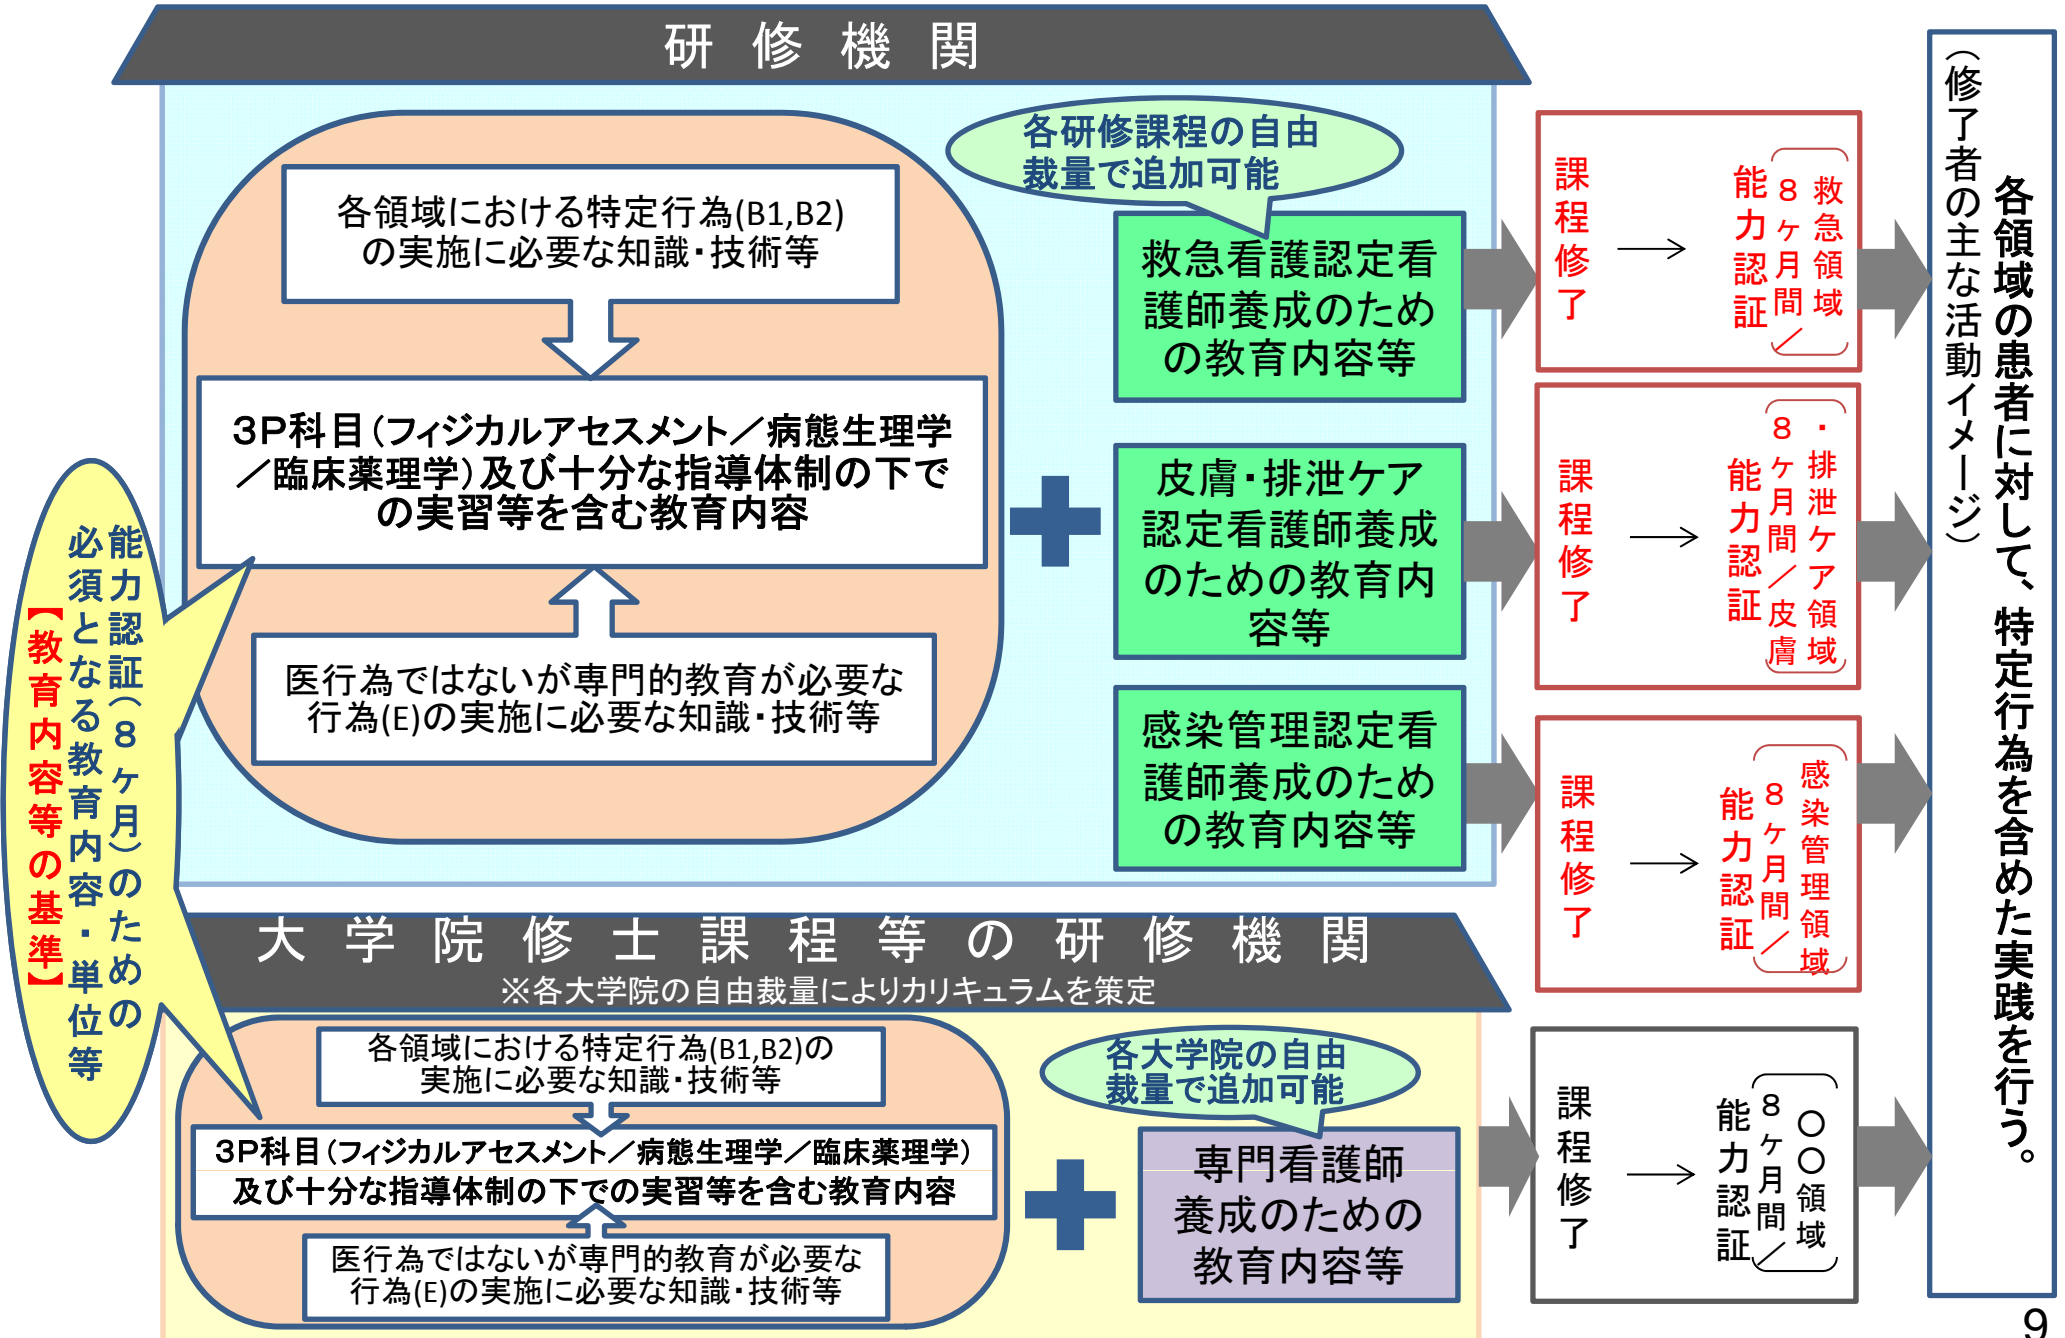 研修機関
各研修課程の自由
裁量で追加可能
各領域における特定行為(B1,B2)
の実施に必要な知識・技術等
3P科目（フィジカルアセスメント／病態生理学
／臨床薬理学）及び十分な指導体制の下で
の実習等を含む教育内容
医行為ではないが専門的教育が必要な
行為(E)の実施に必要な知識・技術等
救急看護認定看
護師養成のため
の教育内容等
皮膚・排泄ケア
認定看護師養成
のための教育内
容等
感染管理認定看
護師養成のため
の教育内容等
課程修了
能力認証
８ヶ月間／
救急領域
課程修了
能力認証
８ヶ月間／皮膚
・排泄ケア領域
課程修了
能力認証
８ヶ月間／
感染管理領域
能力認証（８ヶ月）のための
必須となる教育内容・単位等
【教育内容等の基準】
大学院修士課程等の研修機関
※各大学院の自由裁量によりカリキュラムを策定
各領域における特定行為(B1,B2)の
実施に必要な知識・技術等
3P科目（フィジカルアセスメント／病態生理学／臨床薬理学）
及び十分な指導体制の下での実習等を含む教育内容
医行為ではないが専門的教育が必要な
行為(E)の実施に必要な知識・技術等
各大学院の自由
裁量で追加可能
専門看護師
養成のための
教育内容等
課程修了
能力認証
８ヶ月間／
〇〇領域
各領域の患者に対して、特定行為を含めた実践を行う。
（修了者の主な活動イメージ）
9